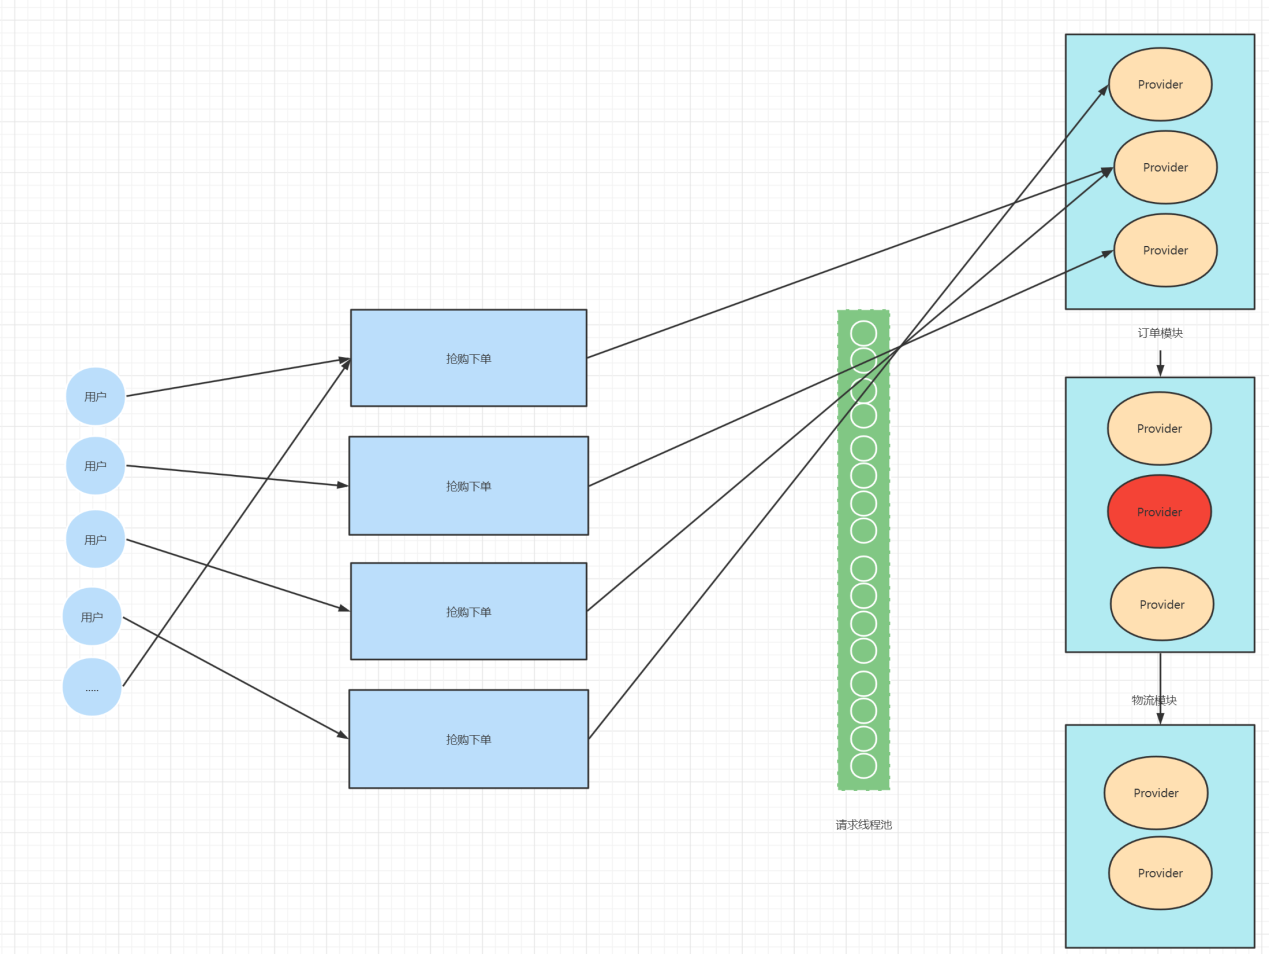 用户
用户
用户
用户
.....
抢购下单
抢购下单
抢购下单
抢购下单
请求线程池
Provider
Provider
Provider
订单模块
Provider
Provider
Provider
物流模块
Provider
Provider